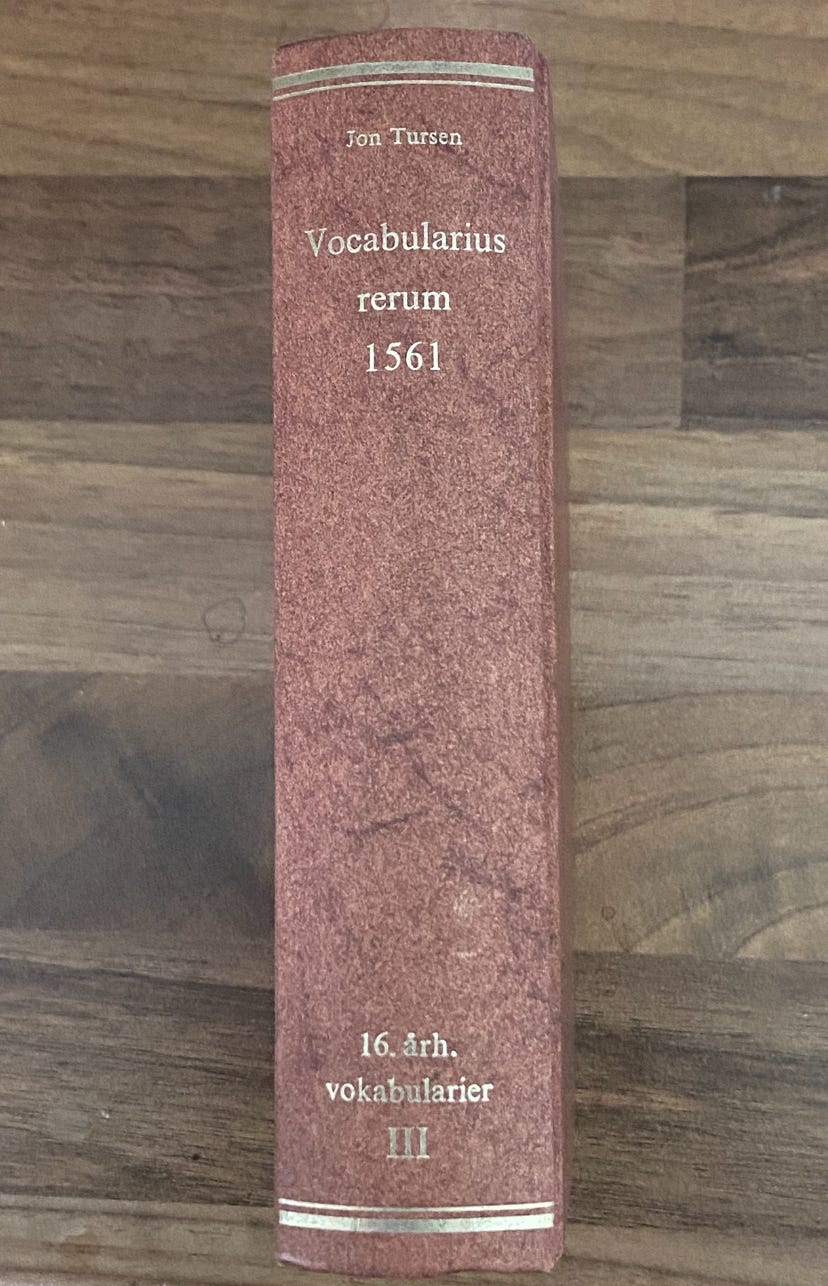 Jon Tursen
Vocabularius
rerum
1561
16. årh.
vokabularier
III